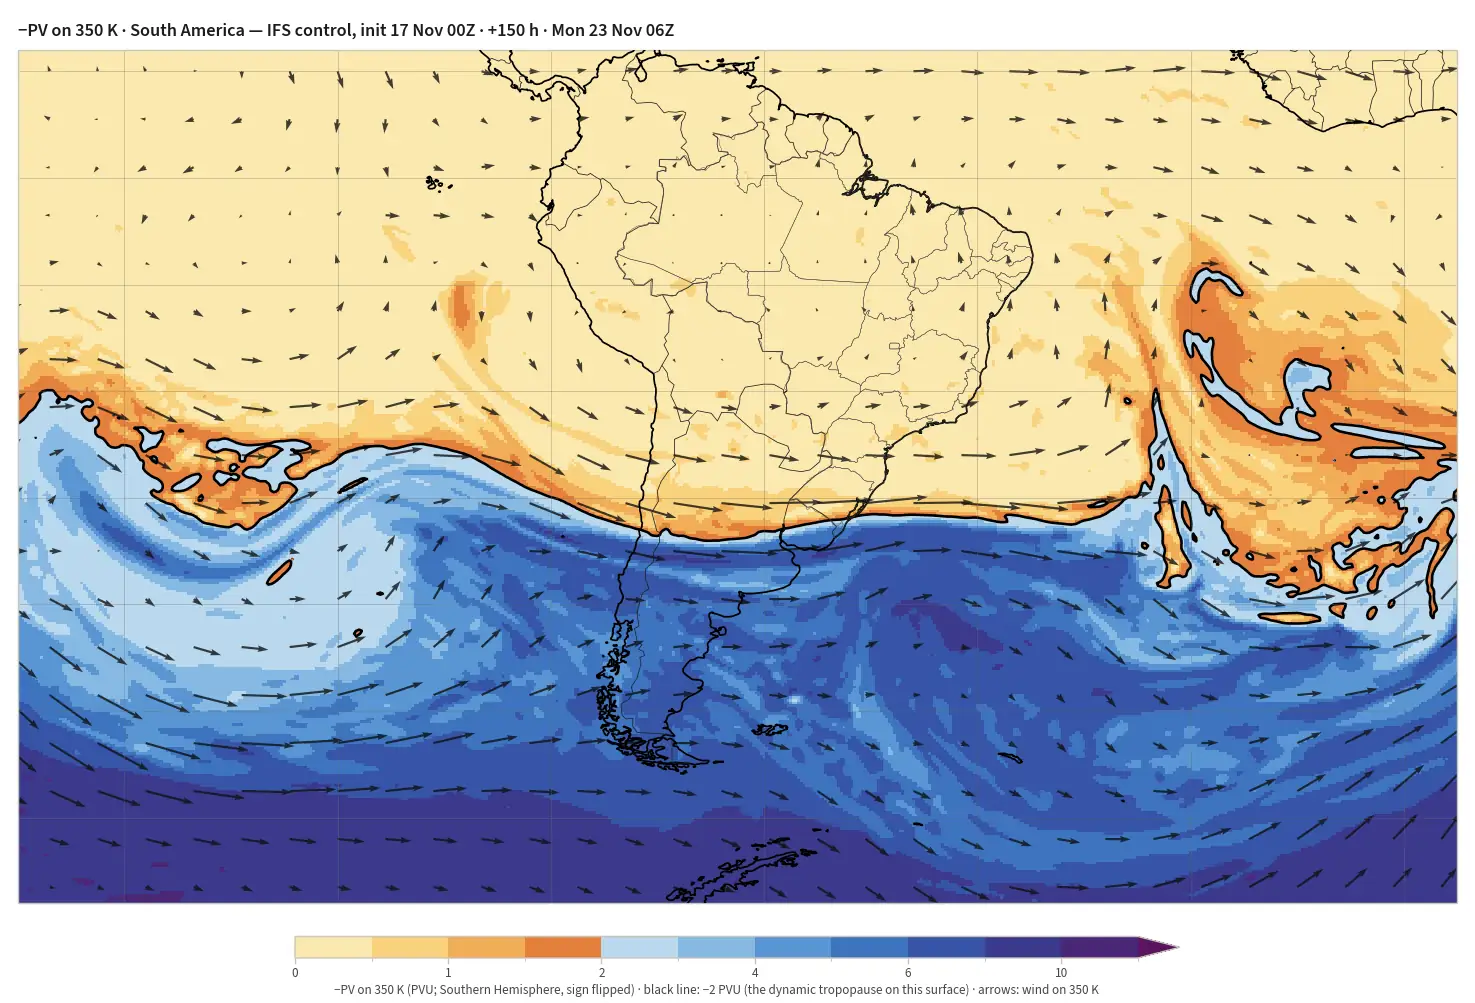 −PV on 350 K · South America — IFS control, init 17 Nov 00Z · +150 h · Mon 23 Nov 06Z
0 1 2 4 6 10
−PV on 350 K (PVU; Southern Hemisphere, sign flipped) · black line: −2 PVU (the dynamic tropopause on this surface) · arrows: wind on 350 K